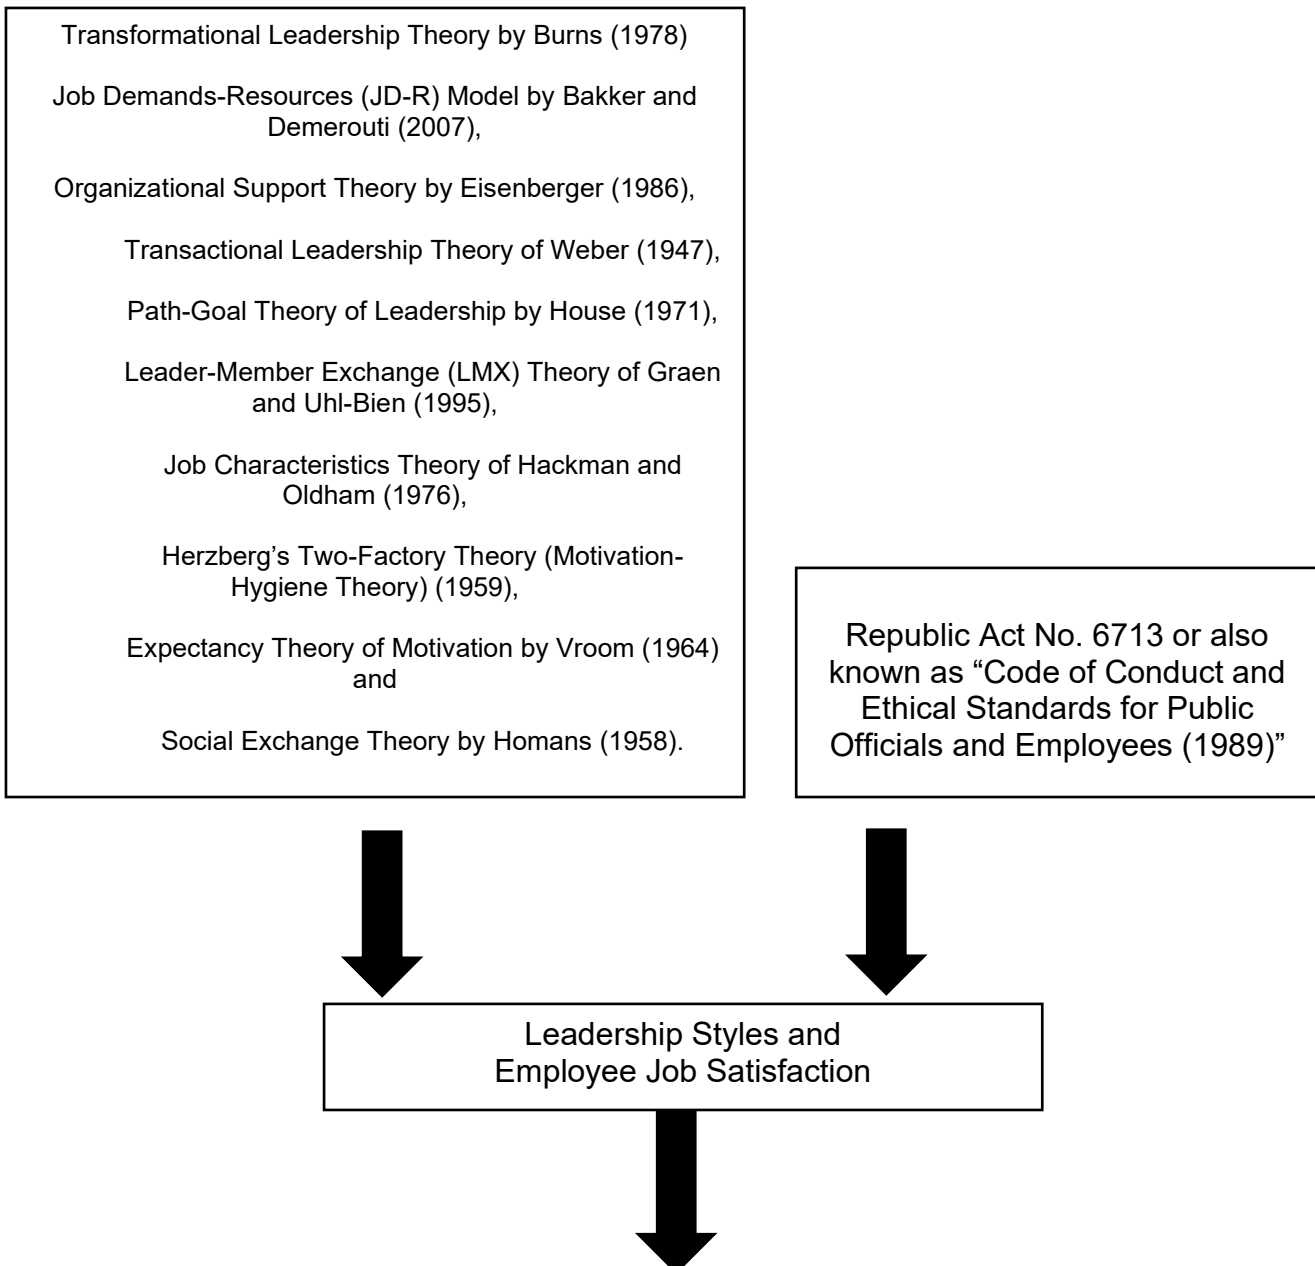 Transformational Leadership Theory by Burns (1978)
Job Demands-Resources (JD-R) Model by Bakker and
Demerouti (2007),
Organizational Support Theory by Eisenberger (1986),
Transactional Leadership Theory of Weber (1947),
Path-Goal Theory of Leadership by House (1971),
Leader-Member Exchange (LMX) Theory of Graen
and Uhl-Bien (1995),
Job Characteristics Theory of Hackman and
Oldham (1976),
Herzberg’s Two-Factory Theory (Motivation-
Hygiene Theory) (1959),
Expectancy Theory of Motivation by Vroom (1964)
and
Social Exchange Theory by Homans (1958).
Republic Act No. 6713 or also
known as “Code of Conduct and
Ethical Standards for Public
Officials and Employees (1989)”
Leadership Styles and
Employee Job Satisfaction